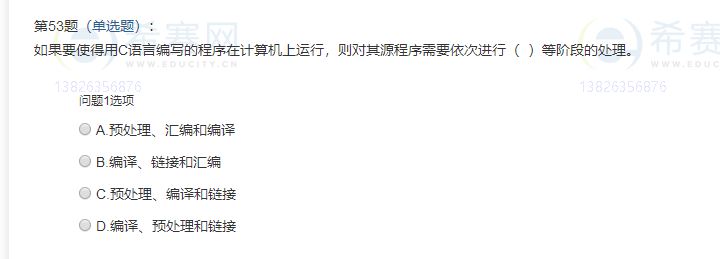 第53题（单选题）：
如果要使得用C语言编写的程序在计算机上运行，则对其源程序需要依次进行（ ）等阶段的处理。
希赛网
WWW.EDUCITY.CN
希赛
WWW.EDUC
13826356876
13826356876
问题1选项
A.预处理、汇编和编译
B.编译、链接和汇编
C.预处理、编译和链接
D.编译、预处理和链接